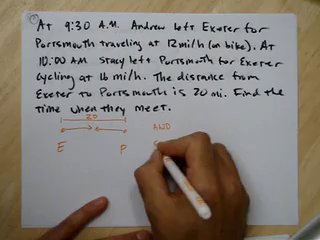 ① At 9:30 A.M. Andrew left Exeter for
Portsmouth traveling at 12mi/h (on bike). At
10:00 AM Stacy left Portsmouth for Exeter
cycling at 16 mi/h. The distance from
Exeter to Portsmouth is 20 mi. Find the
time when they meet.
20
E P AND
S